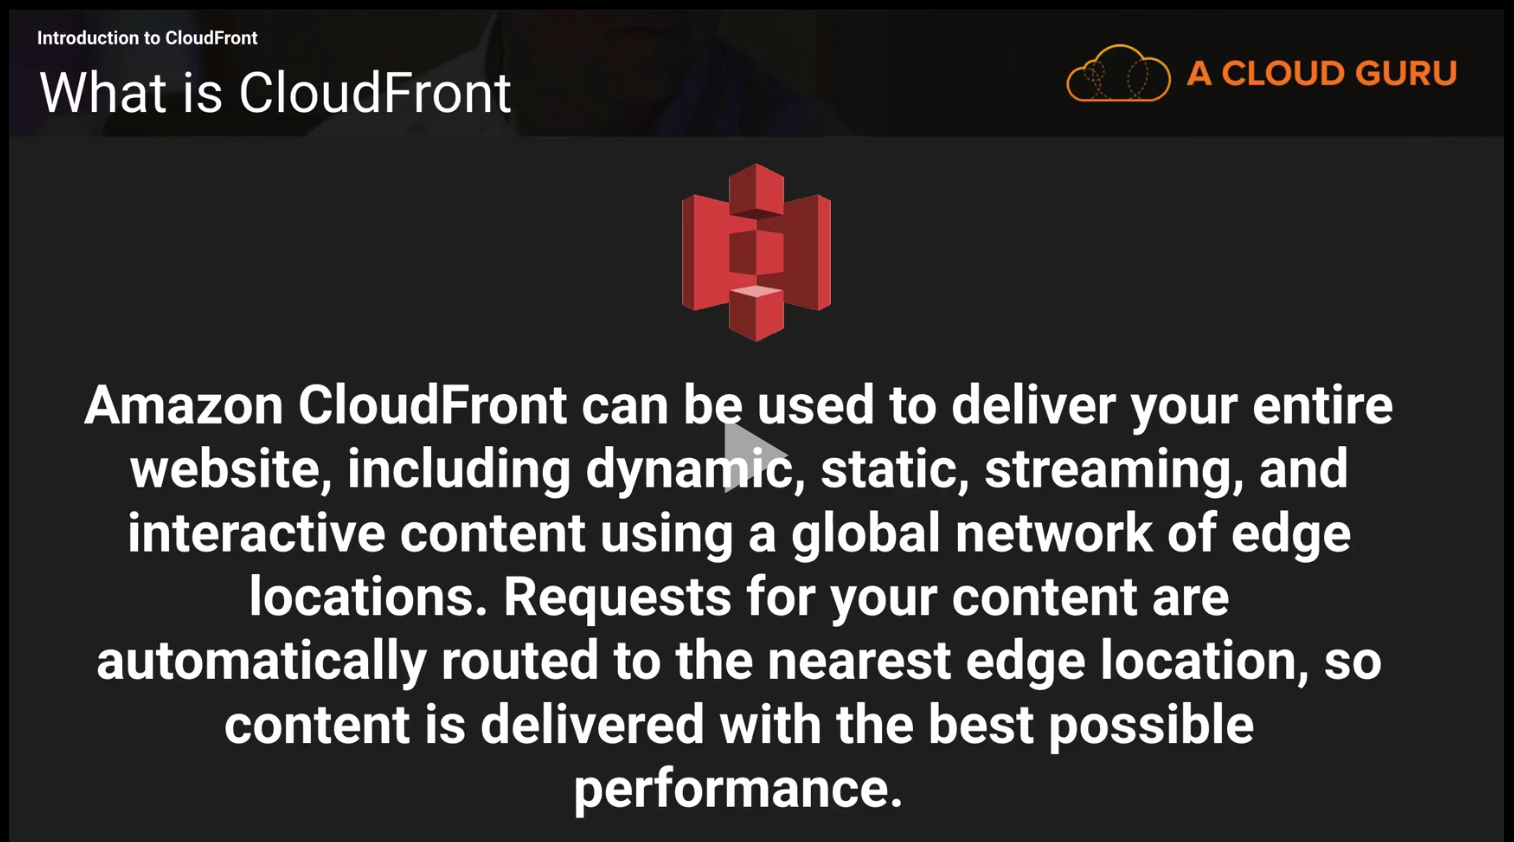 Introduction to CloudFront
What is CloudFront
A CLOUD GURU
Amazon CloudFront can be used to deliver your entire
website, including dynamic, static, streaming, and
interactive content using a global network of edge
locations. Requests for your content are
automatically routed to the nearest edge location, so
content is delivered with the best possible
performance.